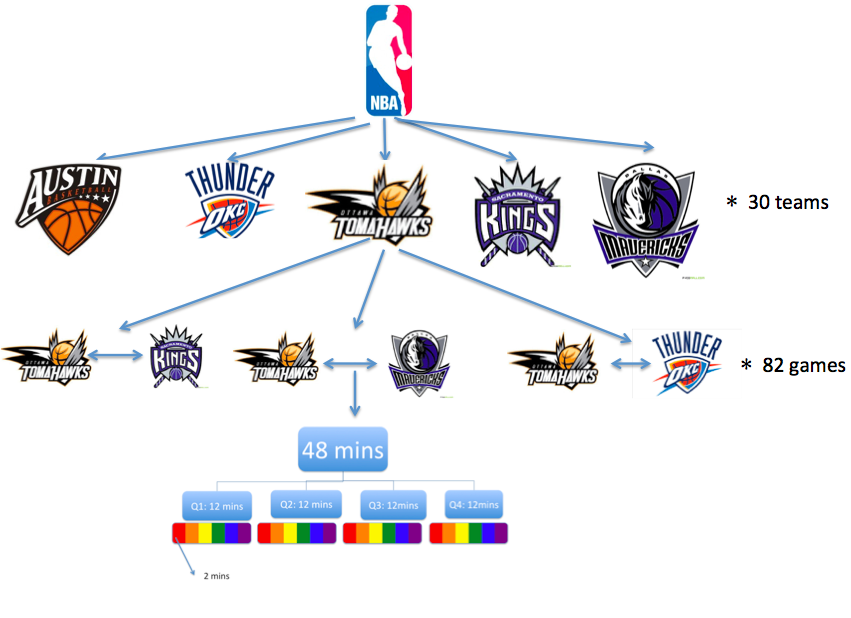 NBA
AUSTIN
BASKETBALL
THUNDER
OKC
OTTAWA
TOMAHAWKS
SACRAMENTO
KINGS
DALLAS
MAVERICKS
* 30 teams
OTTAWA
TOMAHAWKS
KINGS
OTTAWA
TOMAHAWKS
MAVERICKS
OTTAWA
TOMAHAWKS
THUNDER
OKC
* 82 games
48 mins
Q1: 12 mins
Q2: 12 mins
Q3: 12mins
Q4: 12mins
2 mins